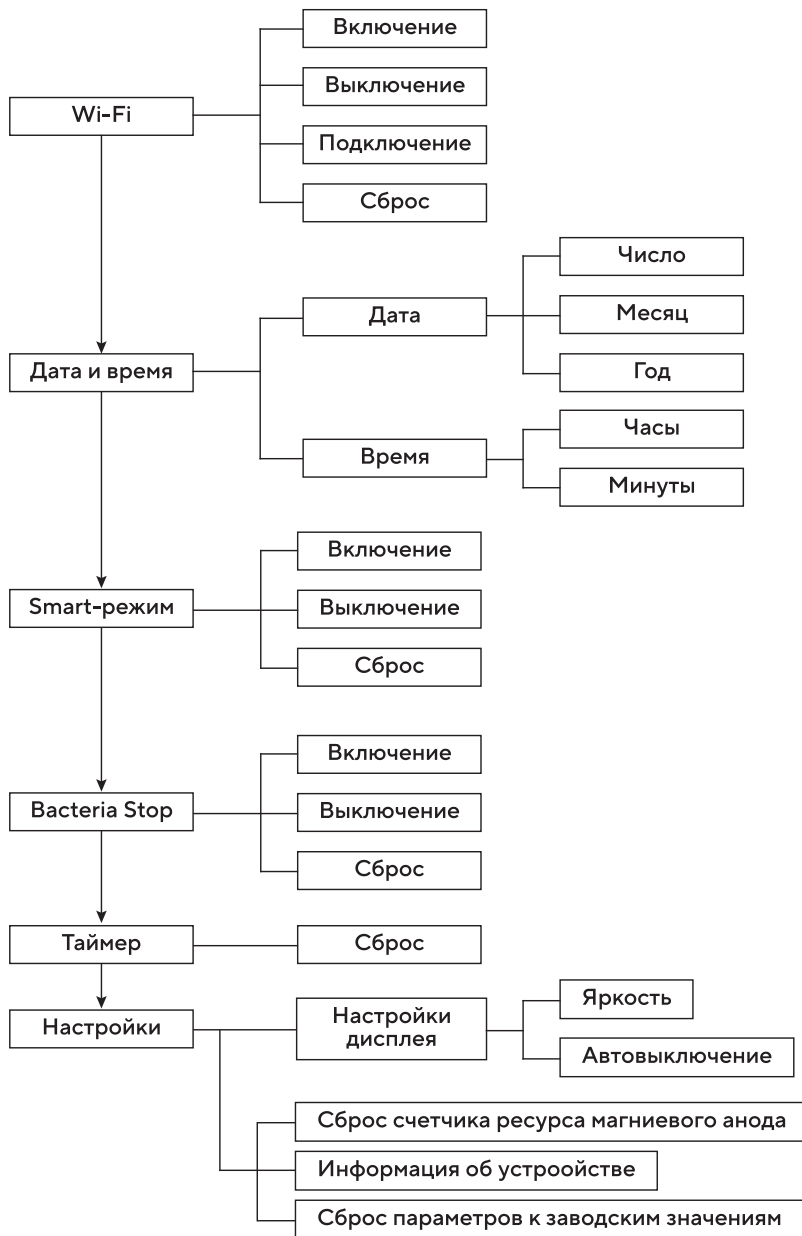 Wi-Fi
Включение
Выключение
Подключение
Сброс
Дата и время
Дата
Число
Месяц
Год
Время
Часы
Минуты
Smart-режим
Включение
Выключение
Сброс
Bacteria Stop
Включение
Выключение
Сброс
Таймер
Сброс
Настройки
Настройки
дисплея
Яркость
Автовыключение
Сброс счетчика ресурса магниевого анода
Информация об устроойстве
Сброс параметров к заводским значениям